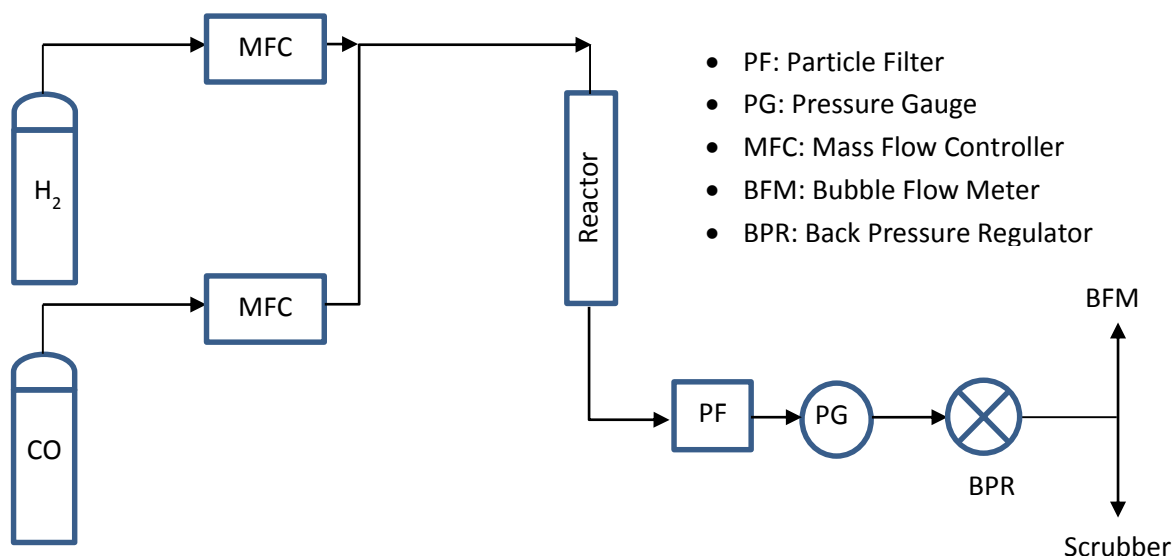 MFC
H2
MFC
CO
Reactor
• PF: Particle Filter
• PG: Pressure Gauge
• MFC: Mass Flow Controller
• BFM: Bubble Flow Meter
• BPR: Back Pressure Regulator
BFM
PF
PG
BPR
Scrubber